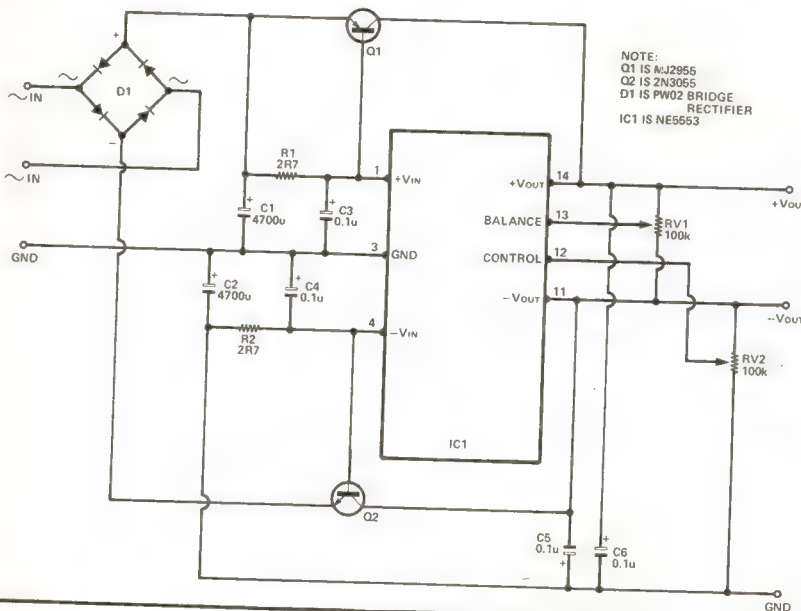 Q1
NOTE:
Q1 IS MJ2955
Q2 IS 2N3055
D1 IS PW02 BRIDGE
RECTIFIER
IC1 IS NE5553
+
~
~
~IN
D1
−
~IN
R1
2R7
1
+VIN
14
+VOUT
+VOUT
+
C1
4700u
+
C3
0.1u
BALANCE
13
RV1
100k
GND
3
GND
CONTROL
12
+
C2
4700u
+
C4
0.1u
11
−VOUT
−VOUT
R2
2R7
4
−VIN
RV2
100k
IC1
Q2
C5
0.1u
+
+
C6
0.1u
GND